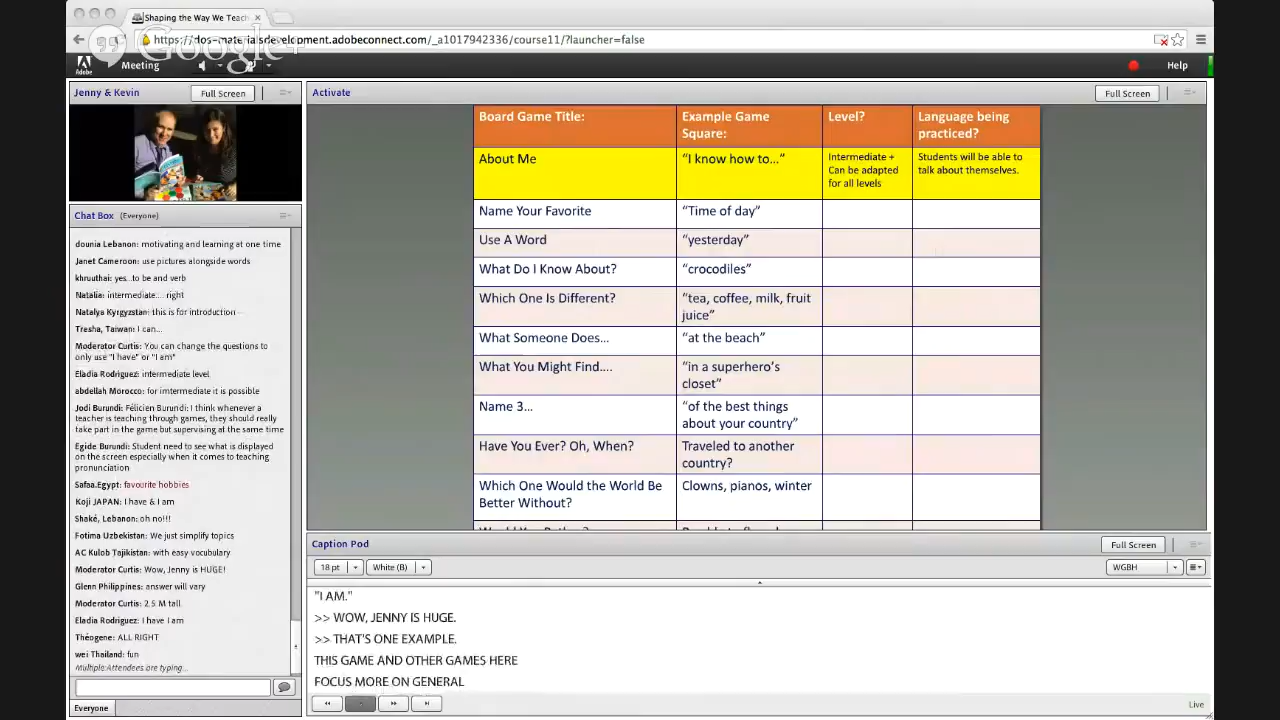 Shaping the Way We Teach
https://dos-materialsdevelopment.adobeconnect.com/_a1017942336/course11/?launcher=false
Google+
Adobe
Meeting
Help
Jenny & Kevin
Full Screen
Chat Box (Everyone)
dounia Lebanon: motivating and learning at one time
Janet Cameroon: use pictures alongside words
khruuthai: yes..to be and verb
Natalia: intermediate.... right
Natalya Kyrgyzstan: this is for introduction
Tresha, Taiwan: I can...
Moderator Curtis: You can change the questions to
only use "I have" or "I am"
Eladia Rodriguez: intermediate level
abdellah Morocco: for imtermediate it is possible
Jodi Burundi: Félicien Burundi: I think whenever a
teacher is teaching through games, they should really
take part in the game but supervising at the same time
Egide Burundi: Student need to see what is displayed
on the screen especially when it comes to teaching
pronunciation
Safaa.Egypt: favourite hobbies
Koji JAPAN: I have & I am
Shaké, Lebanon: oh no!!!
Fotima Uzbekistan: We just simplify topics
AC Kulob Tajikistan: with easy vocabulary
Moderator Curtis: Wow, Jenny is HUGE!
Glenn Philippines: answer will vary
Moderator Curtis: 2.5 M tall
Eladia Rodriguez: I have I am
Théogene: ALL RIGHT
wei Thailand: fun
Multiple Attendees are typing...
Everyone
Activate
Full Screen
Board Game Title:
Example Game
Square:
Level?
Language being
practiced?
About Me
“I know how to…”
Intermediate +
Can be adapted
for all levels
Students will be able to
talk about themselves.
Name Your Favorite
“Time of day”
Use A Word
“yesterday”
What Do I Know About?
“crocodiles”
Which One Is Different?
“tea, coffee, milk, fruit
juice”
What Someone Does…
“at the beach”
What You Might Find….
“in a superhero’s
closet”
Name 3…
“of the best things
about your country”
Have You Ever? Oh, When?
Traveled to another
country?
Which One Would the World Be
Better Without?
Clowns, pianos, winter
Caption Pod
Full Screen
18 pt
White (B)
WGBH
"I AM."
>> WOW, JENNY IS HUGE.
>> THAT'S ONE EXAMPLE.
THIS GAME AND OTHER GAMES HERE
FOCUS MORE ON GENERAL
Live